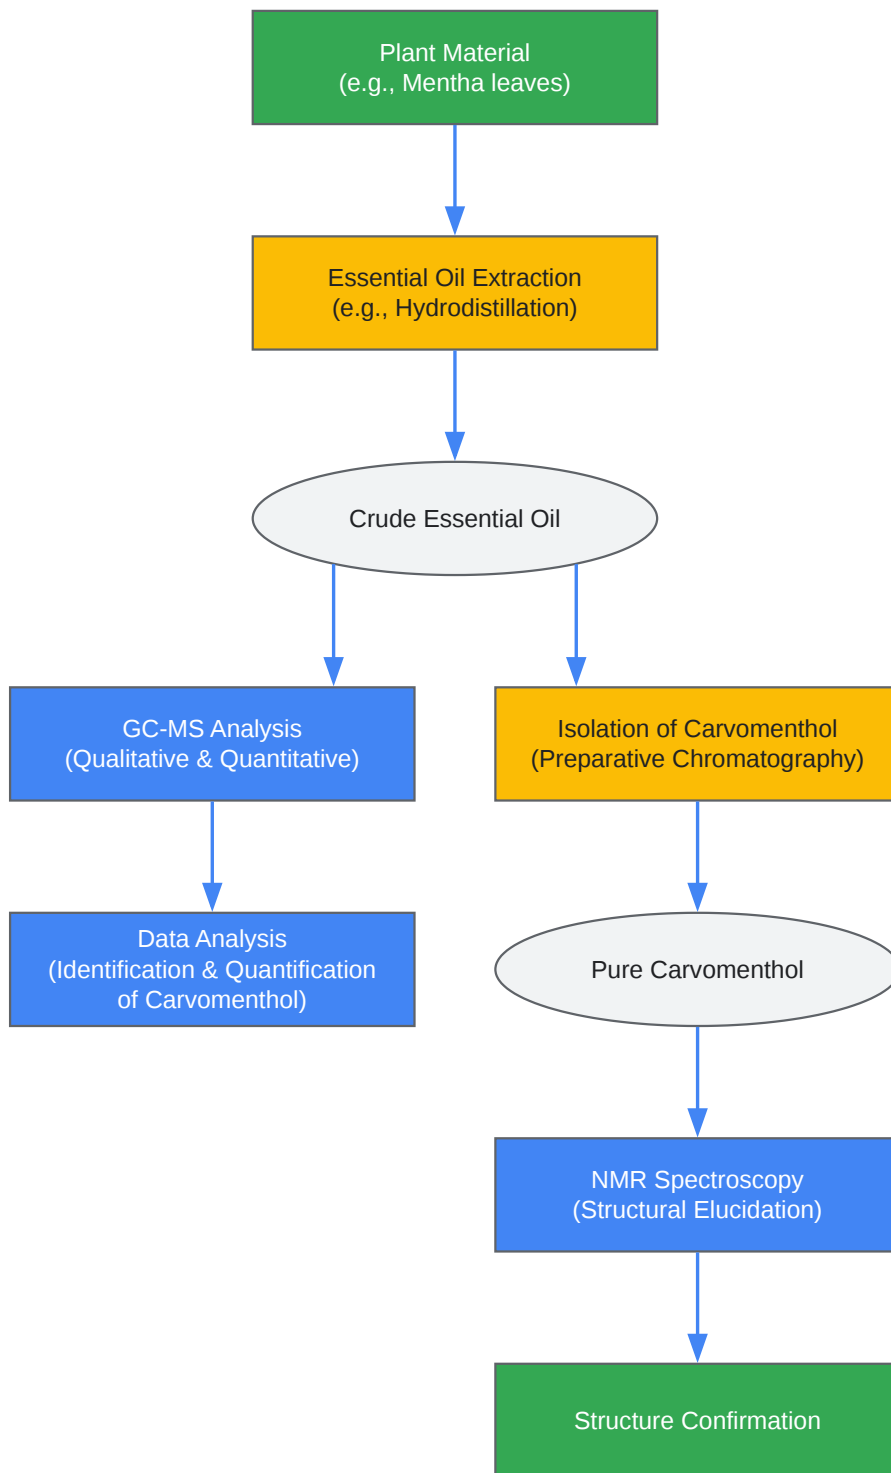 Plant Material
(e.g., Mentha leaves)
Essential Oil Extraction
(e.g., Hydrodistillation)
Crude Essential Oil
GC-MS Analysis
(Qualitative & Quantitative)
Isolation of Carvomenthol
(Preparative Chromatography)
Data Analysis
(Identification & Quantification
of Carvomenthol)
Pure Carvomenthol
NMR Spectroscopy
(Structural Elucidation)
Structure Confirmation